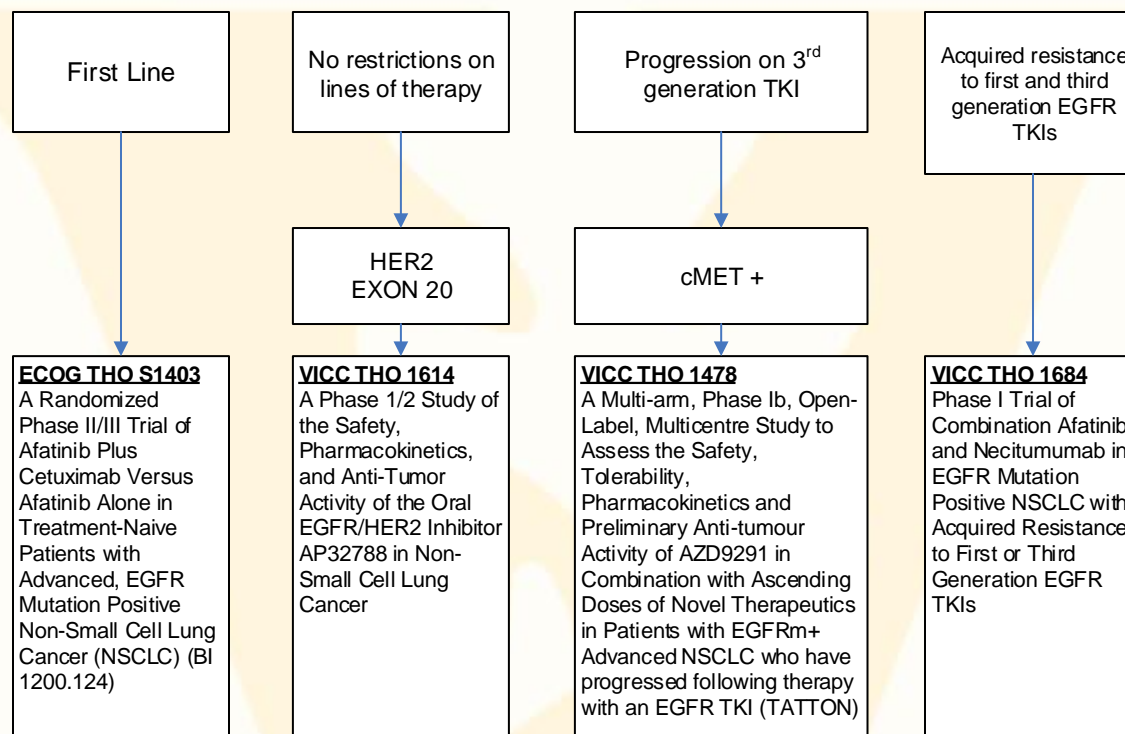 First Line
No restrictions on
lines of therapy
Progression on 3rd
generation TKI
Acquired resistance
to first and third
generation EGFR
TKIs
HER2
EXON 20
cMET +
ECOG THO S1403
A Randomized
Phase II/III Trial of
Afatinib Plus
Cetuximab Versus
Afatinib Alone in
Treatment-Naive
Patients with
Advanced, EGFR
Mutation Positive
Non-Small Cell Lung
Cancer (NSCLC) (BI
1200.124)
VICC THO 1614
A Phase 1/2 Study of
the Safety,
Pharmacokinetics,
and Anti-Tumor
Activity of the Oral
EGFR/HER2 Inhibitor
AP32788 in Non-
Small Cell Lung
Cancer
VICC THO 1478
A Multi-arm, Phase Ib, Open-
Label, Multicentre Study to
Assess the Safety,
Tolerability,
Pharmacokinetics and
Preliminary Anti-tumour
Activity of AZD9291 in
Combination with Ascending
Doses of Novel Therapeutics
in Patients with EGFRm+
Advanced NSCLC who have
progressed following therapy
with an EGFR TKI (TATTON)
VICC THO 1684
Phase I Trial of
Combination Afatinib
and Necitumumab in
EGFR Mutation
Positive NSCLC with
Acquired Resistance
to First or Third
Generation EGFR
TKIs